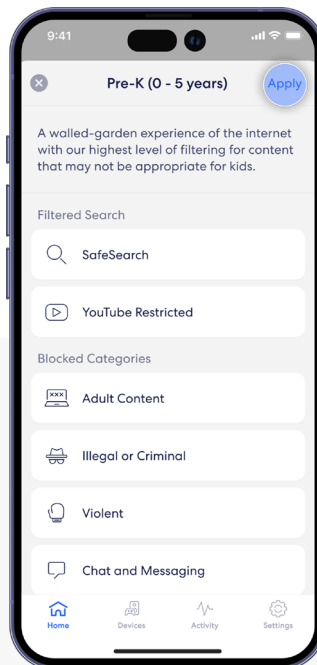 9:41
Pre-K (0 - 5 years)
Apply
A walled-garden experience of the internet
with our highest level of filtering for content
that may not be appropriate for kids.
Filtered Search
SafeSearch
YouTube Restricted
Blocked Categories
XXX
Adult Content
Illegal or Criminal
Violent
Chat and Messaging
Home
Devices
Activity
Settings